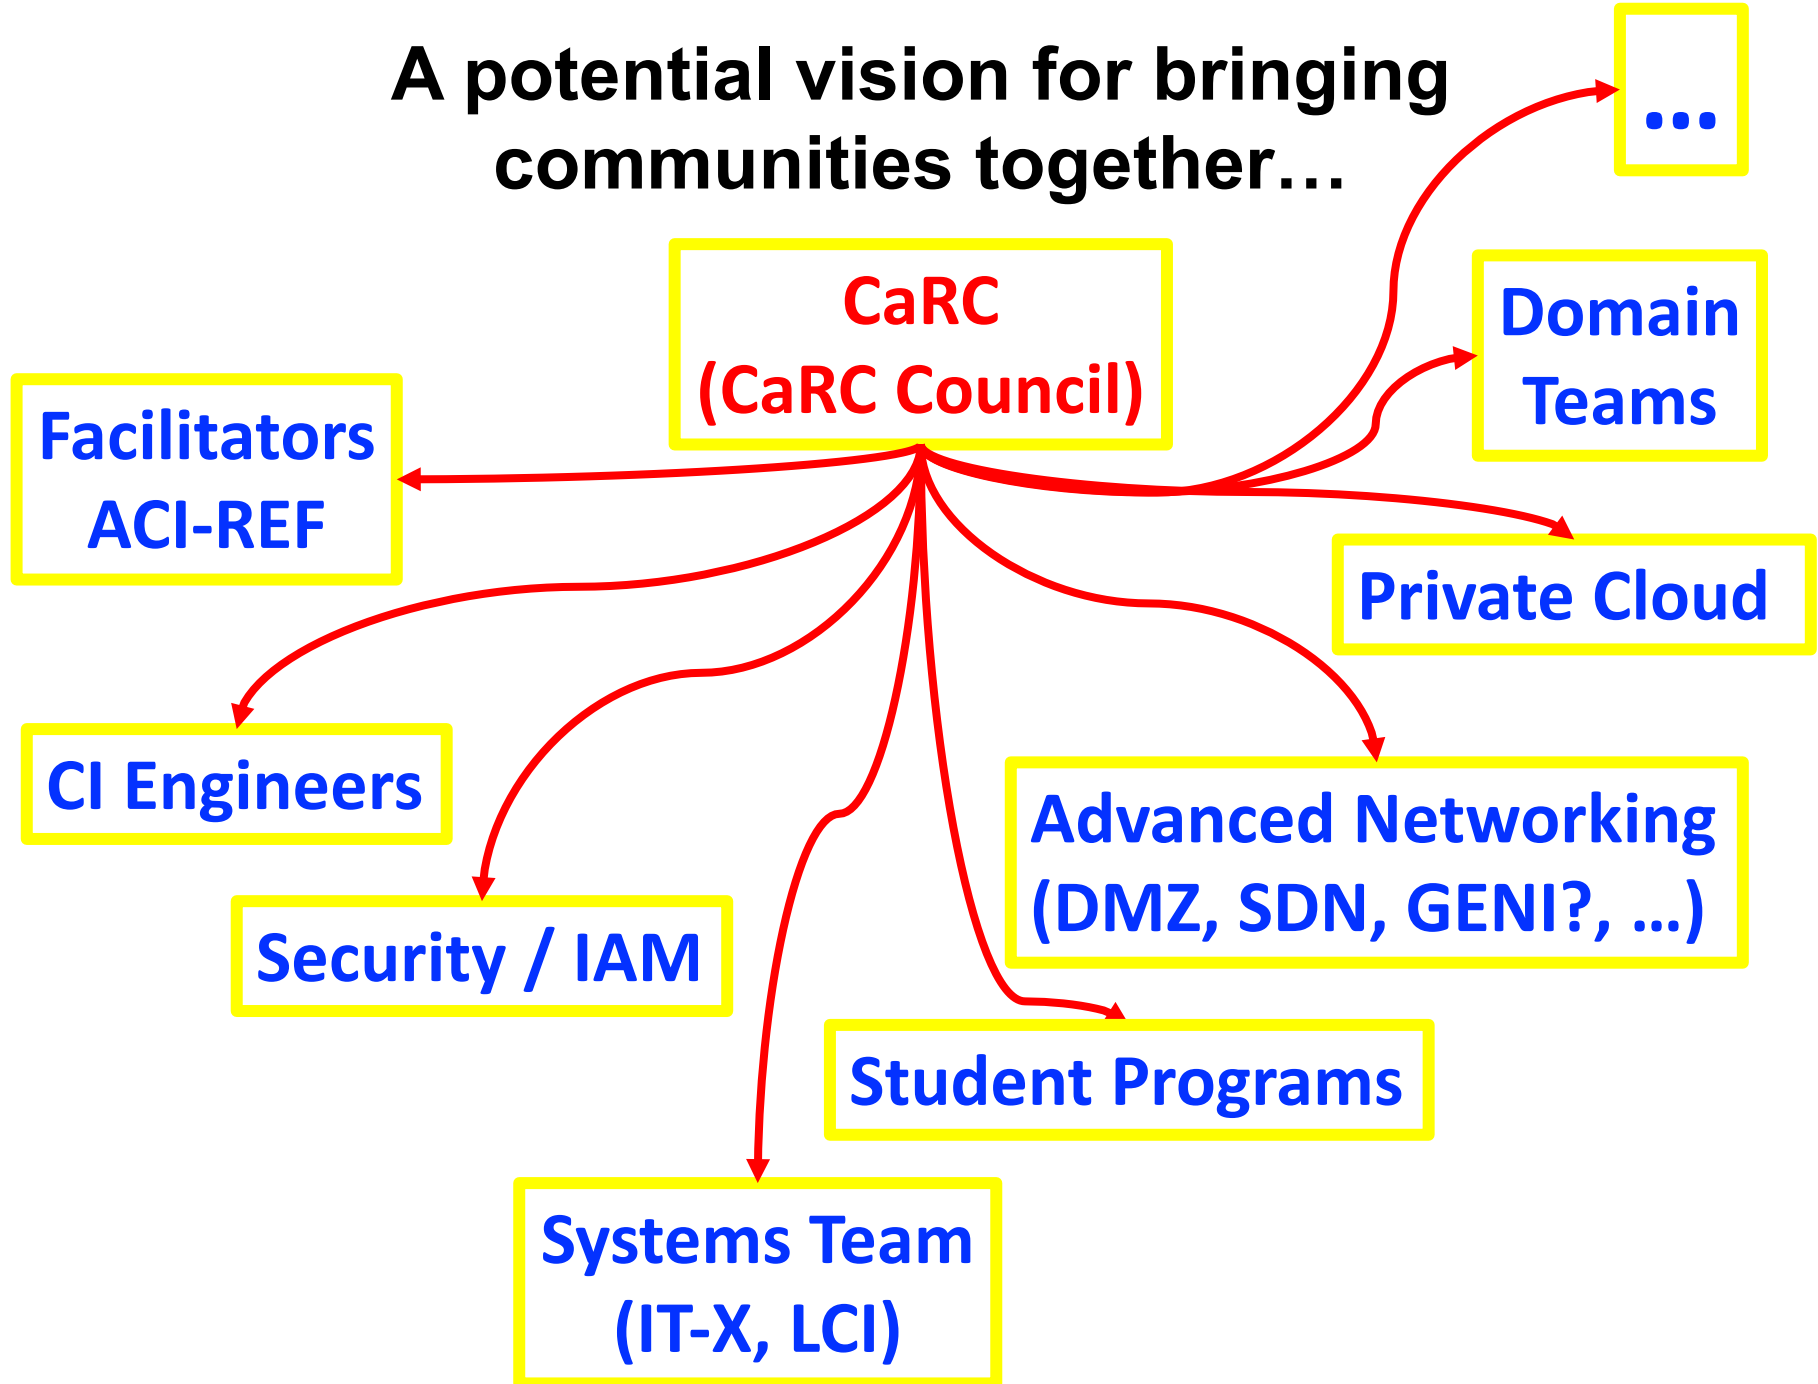 A potential vision for bringing
communities together…
…
CaRC
(CaRC Council)
Domain
Teams
Facilitators
ACI-REF
Private Cloud
CI Engineers
Advanced Networking
(DMZ, SDN, GENI?, …)
Security / IAM
Student Programs
Systems Team
(IT-X, LCI)